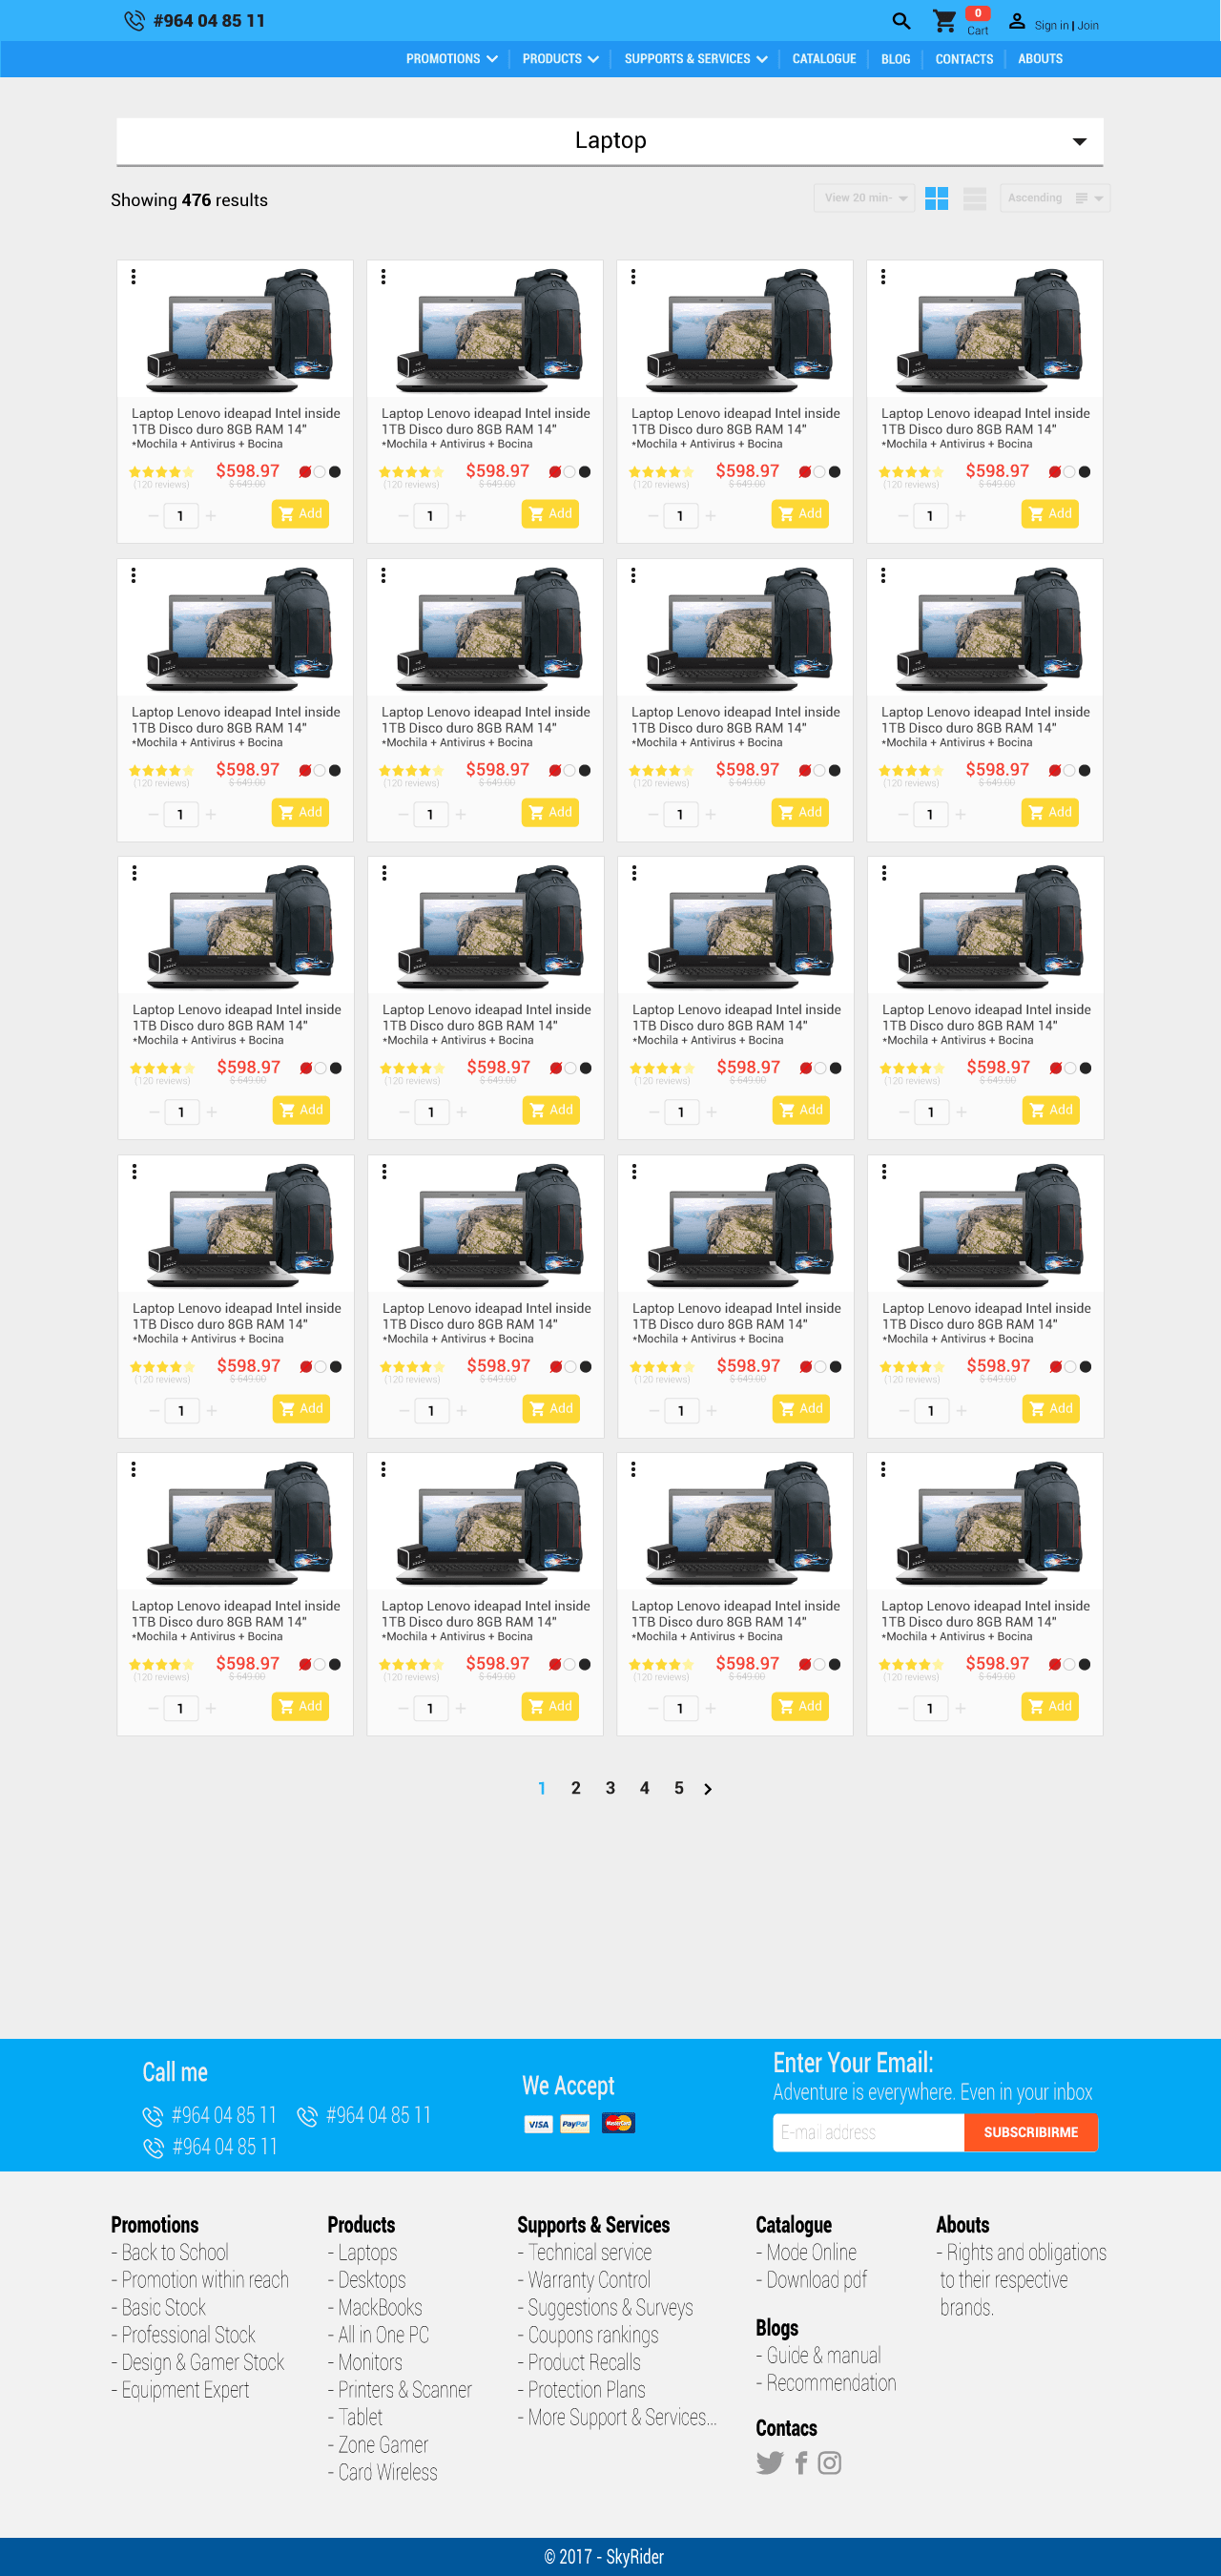 #964 04 85 11
0
Cart
Sign in | Join
PROMOTIONS PRODUCTS SUPPORTS & SERVICES CATALOGUE BLOG CONTACTS ABOUTS
Laptop
Showing 476 results
View 20 min-
Ascending
Laptop Lenovo ideapad Intel inside Laptop Lenovo ideapad Intel inside Laptop Lenovo ideapad Intel inside Laptop Lenovo ideapad Intel inside
1TB Disco duro 8GB RAM 14" 1TB Disco duro 8GB RAM 14" 1TB Disco duro 8GB RAM 14" 1TB Disco duro 8GB RAM 14"
*Mochila + Antivirus + Bocina *Mochila + Antivirus + Bocina *Mochila + Antivirus + Bocina *Mochila + Antivirus + Bocina
$598.97 $598.97 $598.97 $598.97
(120 reviews) $ 649.00 (120 reviews) $ 649.00 (120 reviews) $ 649.00 (120 reviews) $ 649.00
− 1 + Add − 1 + Add − 1 + Add − 1 + Add
Laptop Lenovo ideapad Intel inside Laptop Lenovo ideapad Intel inside Laptop Lenovo ideapad Intel inside Laptop Lenovo ideapad Intel inside
1TB Disco duro 8GB RAM 14" 1TB Disco duro 8GB RAM 14" 1TB Disco duro 8GB RAM 14" 1TB Disco duro 8GB RAM 14"
*Mochila + Antivirus + Bocina *Mochila + Antivirus + Bocina *Mochila + Antivirus + Bocina *Mochila + Antivirus + Bocina
$598.97 $598.97 $598.97 $598.97
(120 reviews) $ 649.00 (120 reviews) $ 649.00 (120 reviews) $ 649.00 (120 reviews) $ 649.00
− 1 + Add − 1 + Add − 1 + Add − 1 + Add
Laptop Lenovo ideapad Intel inside Laptop Lenovo ideapad Intel inside Laptop Lenovo ideapad Intel inside Laptop Lenovo ideapad Intel inside
1TB Disco duro 8GB RAM 14" 1TB Disco duro 8GB RAM 14" 1TB Disco duro 8GB RAM 14" 1TB Disco duro 8GB RAM 14"
*Mochila + Antivirus + Bocina *Mochila + Antivirus + Bocina *Mochila + Antivirus + Bocina *Mochila + Antivirus + Bocina
$598.97 $598.97 $598.97 $598.97
(120 reviews) $ 649.00 (120 reviews) $ 649.00 (120 reviews) $ 649.00 (120 reviews) $ 649.00
− 1 + Add − 1 + Add − 1 + Add − 1 + Add
Laptop Lenovo ideapad Intel inside Laptop Lenovo ideapad Intel inside Laptop Lenovo ideapad Intel inside Laptop Lenovo ideapad Intel inside
1TB Disco duro 8GB RAM 14" 1TB Disco duro 8GB RAM 14" 1TB Disco duro 8GB RAM 14" 1TB Disco duro 8GB RAM 14"
*Mochila + Antivirus + Bocina *Mochila + Antivirus + Bocina *Mochila + Antivirus + Bocina *Mochila + Antivirus + Bocina
$598.97 $598.97 $598.97 $598.97
(120 reviews) $ 649.00 (120 reviews) $ 649.00 (120 reviews) $ 649.00 (120 reviews) $ 649.00
− 1 + Add − 1 + Add − 1 + Add − 1 + Add
Laptop Lenovo ideapad Intel inside Laptop Lenovo ideapad Intel inside Laptop Lenovo ideapad Intel inside Laptop Lenovo ideapad Intel inside
1TB Disco duro 8GB RAM 14" 1TB Disco duro 8GB RAM 14" 1TB Disco duro 8GB RAM 14" 1TB Disco duro 8GB RAM 14"
*Mochila + Antivirus + Bocina *Mochila + Antivirus + Bocina *Mochila + Antivirus + Bocina *Mochila + Antivirus + Bocina
$598.97 $598.97 $598.97 $598.97
(120 reviews) $ 649.00 (120 reviews) $ 649.00 (120 reviews) $ 649.00 (120 reviews) $ 649.00
− 1 + Add − 1 + Add − 1 + Add − 1 + Add
1 2 3 4 5
Call me
#964 04 85 11 #964 04 85 11
#964 04 85 11
We Accept
VISA PayPal MasterCard
Enter Your Email:
Adventure is everywhere. Even in your inbox
E-mail address SUBSCRIBIRME
Promotions
- Back to School
- Promotion within reach
- Basic Stock
- Professional Stock
- Design & Gamer Stock
- Equipment Expert
Products
- Laptops
- Desktops
- MackBooks
- All in One PC
- Monitors
- Printers & Scanner
- Tablet
- Zone Gamer
- Card Wireless
Supports & Services
- Technical service
- Warranty Control
- Suggestions & Surveys
- Coupons rankings
- Product Recalls
- Protection Plans
- More Support & Services...
Catalogue
- Mode Online
- Download pdf
Blogs
- Guide & manual
- Recommendation
Contacs
Abouts
- Rights and obligations
to their respective
brands.
© 2017 - SkyRider